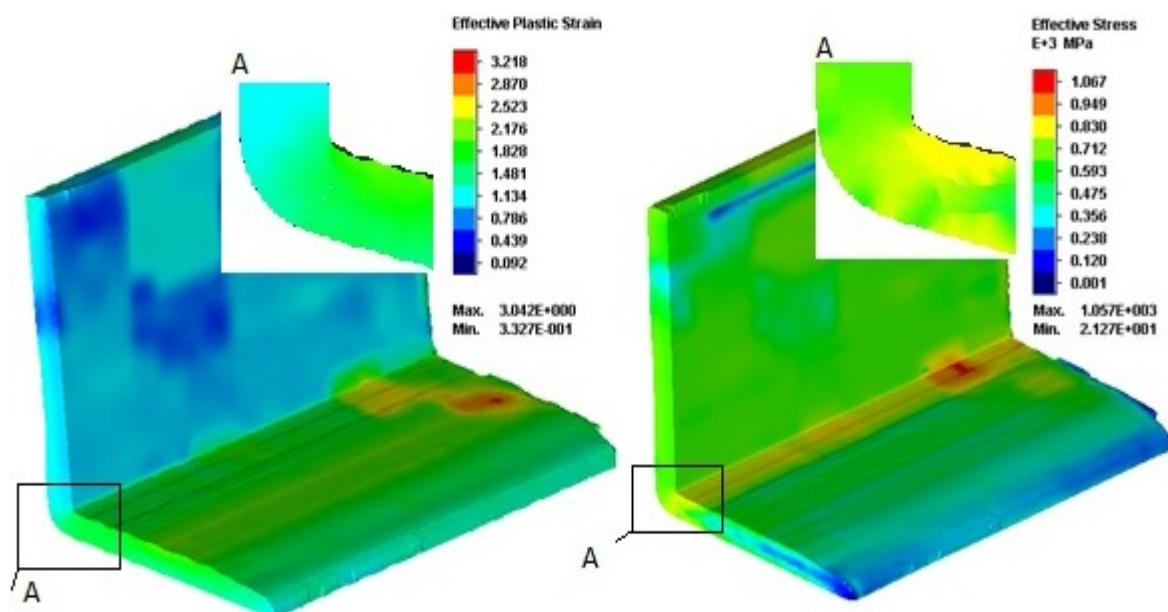 Effective Plastic Strain
A
3.218
2.870
2.523
2.176
1.828
1.481
1.134
0.786
0.439
0.092
Max. 3.042E+000
Min. 3.327E-001
A
Effective Stress
E+3 MPa
A
1.067
0.949
0.830
0.712
0.593
0.475
0.356
0.238
0.120
0.001
Max. 1.057E+003
Min. 2.127E+001
A